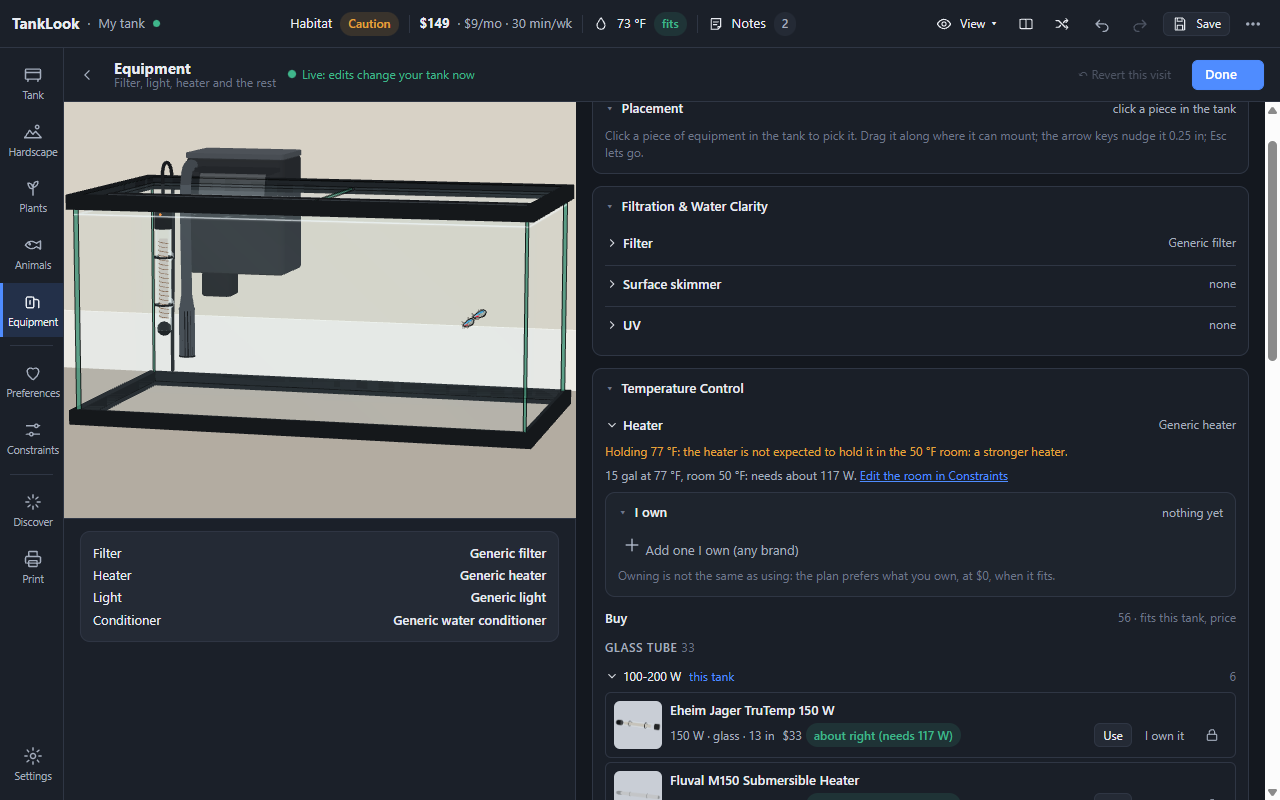 TankLook · My tank
Habitat Caution $149 · $9/mo · 30 min/wk 73 °F fits Notes 2
View Save
Tank
Hardscape
Plants
Animals
Equipment
Preferences
Constraints
Discover
Print
Settings
Equipment
Filter, light, heater and the rest
Live: edits change your tank now
Revert this visit
Done
Filter Generic filter
Heater Generic heater
Light Generic light
Conditioner Generic water conditioner
Placement click a piece in the tank
Click a piece of equipment in the tank to pick it. Drag it along where it can mount; the arrow keys nudge it 0.25 in; Esc
lets go.
Filtration & Water Clarity
Filter Generic filter
Surface skimmer none
UV none
Temperature Control
Heater Generic heater
Holding 77 °F: the heater is not expected to hold it in the 50 °F room: a stronger heater.
15 gal at 77 °F, room 50 °F: needs about 117 W. Edit the room in Constraints
I own nothing yet
Add one I own (any brand)
Owning is not the same as using: the plan prefers what you own, at $0, when it fits.
Buy 56 · fits this tank, price
GLASS TUBE 33
100-200 W this tank 6
Eheim Jager TruTemp 150 W
150 W · glass · 13 in $33 about right (needs 117 W) Use I own it
Fluval M150 Submersible Heater